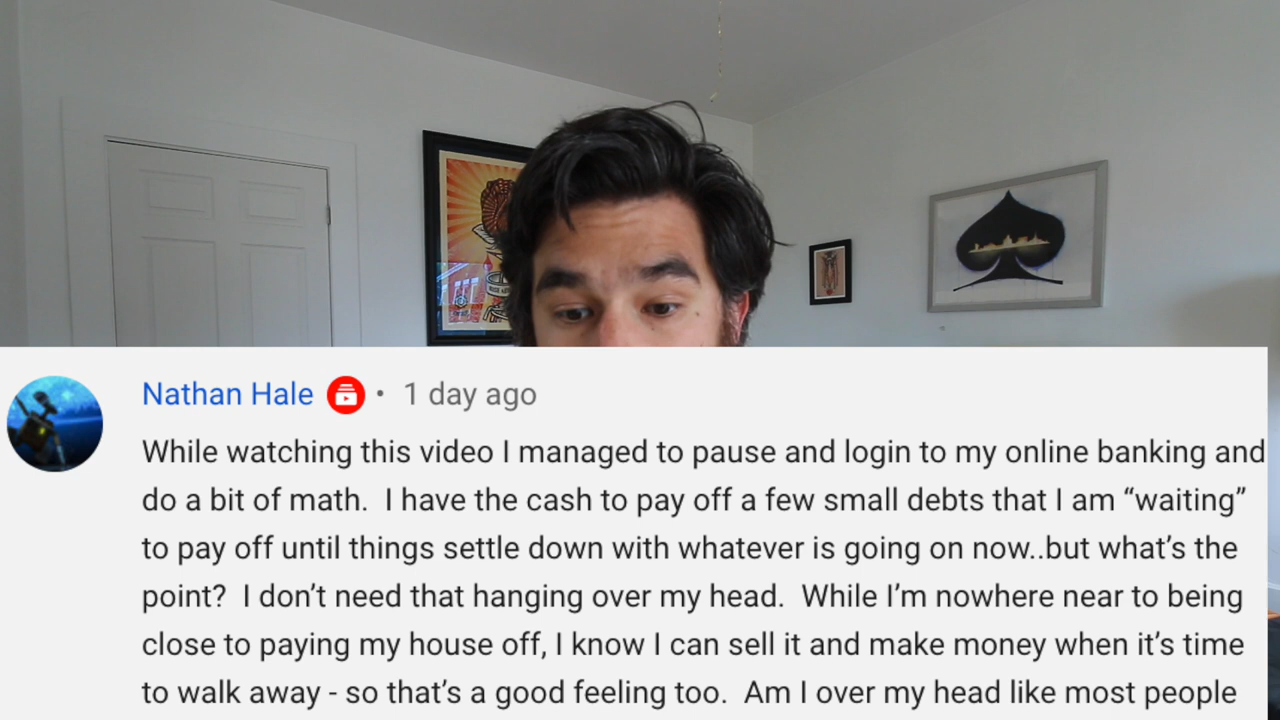 Nathan Hale • 1 day ago
While watching this video I managed to pause and login to my online banking and
do a bit of math.  I have the cash to pay off a few small debts that I am “waiting”
to pay off until things settle down with whatever is going on now..but what’s the
point?  I don’t need that hanging over my head.  While I’m nowhere near to being
close to paying my house off, I know I can sell it and make money when it’s time
to walk away - so that’s a good feeling too.  Am I over my head like most people